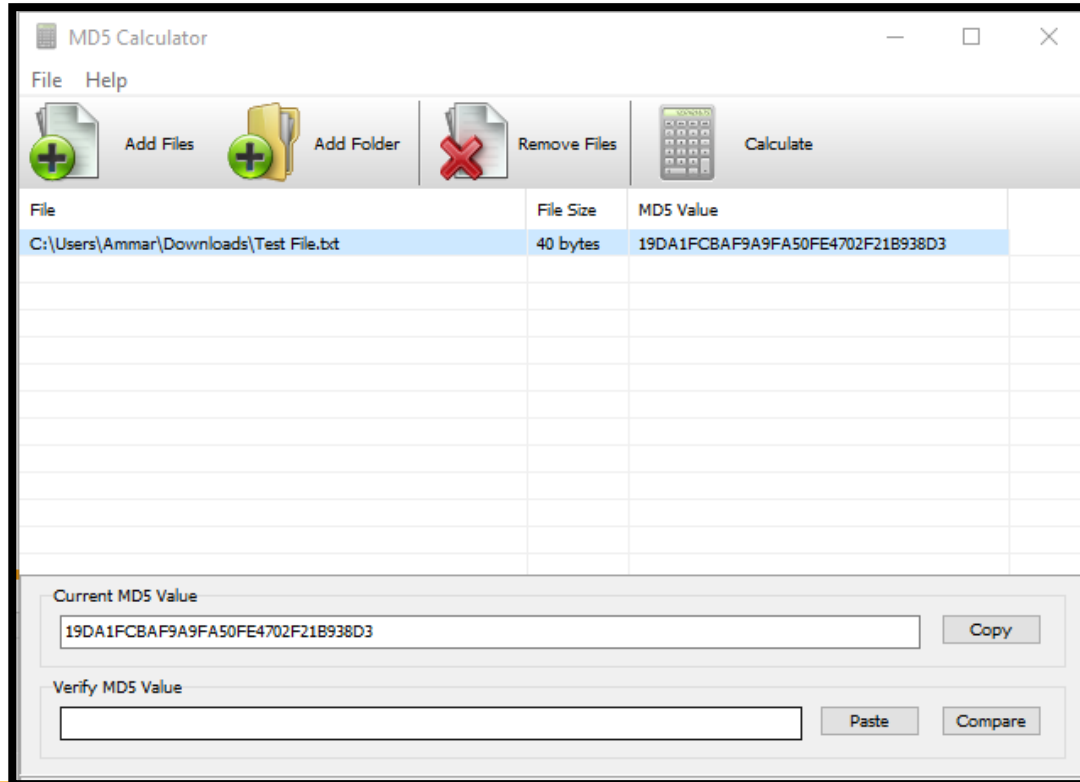 MD5 Calculator
File Help
Add Files Add Folder Remove Files Calculate
File File Size MD5 Value
C:\Users\Ammar\Downloads\Test File.txt 40 bytes 19DA1FCBAF9A9FA50FE4702F21B938D3
Current MD5 Value
19DA1FCBAF9A9FA50FE4702F21B938D3 Copy
Verify MD5 Value
Paste Compare